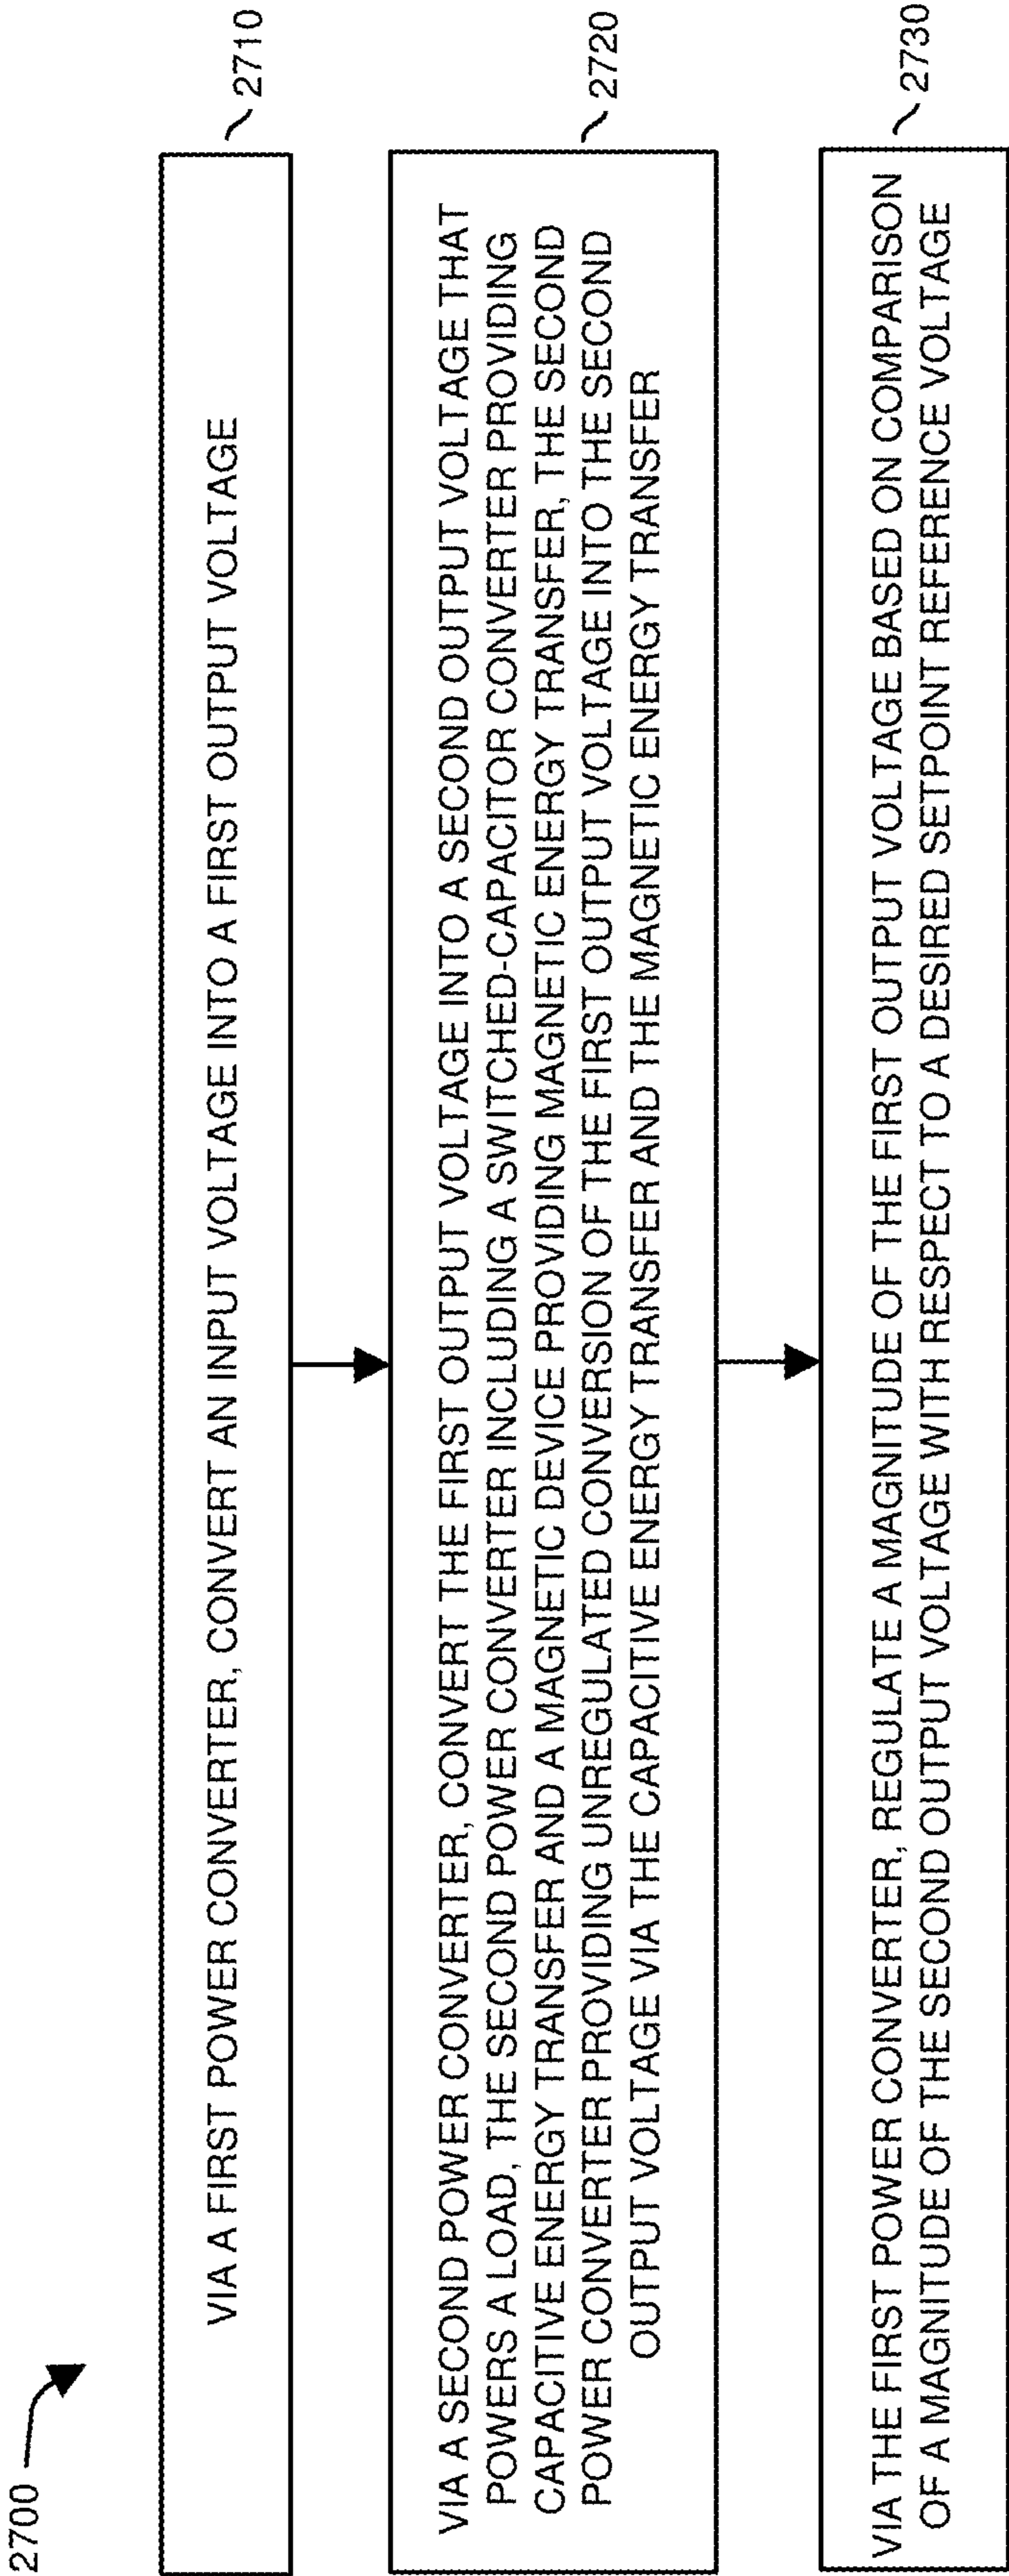 2700
VIA A FIRST POWER CONVERTER, CONVERT AN INPUT VOLTAGE INTO A FIRST OUTPUT VOLTAGE
2710
VIA A SECOND POWER CONVERTER, CONVERT THE FIRST OUTPUT VOLTAGE INTO A SECOND OUTPUT VOLTAGE THAT
POWERS A LOAD, THE SECOND POWER CONVERTER INCLUDING A SWITCHED-CAPACITOR CONVERTER PROVIDING
CAPACITIVE ENERGY TRANSFER AND A MAGNETIC DEVICE PROVIDING MAGNETIC ENERGY TRANSFER, THE SECOND
POWER CONVERTER PROVIDING UNREGULATED CONVERSION OF THE FIRST OUTPUT VOLTAGE INTO THE SECOND
OUTPUT VOLTAGE VIA THE CAPACITIVE ENERGY TRANSFER AND THE MAGNETIC ENERGY TRANSFER
2720
VIA THE FIRST POWER CONVERTER, REGULATE A MAGNITUDE OF THE FIRST OUTPUT VOLTAGE BASED ON COMPARISON
OF A MAGNITUDE OF THE SECOND OUTPUT VOLTAGE WITH RESPECT TO A DESIRED SETPOINT REFERENCE VOLTAGE
2730